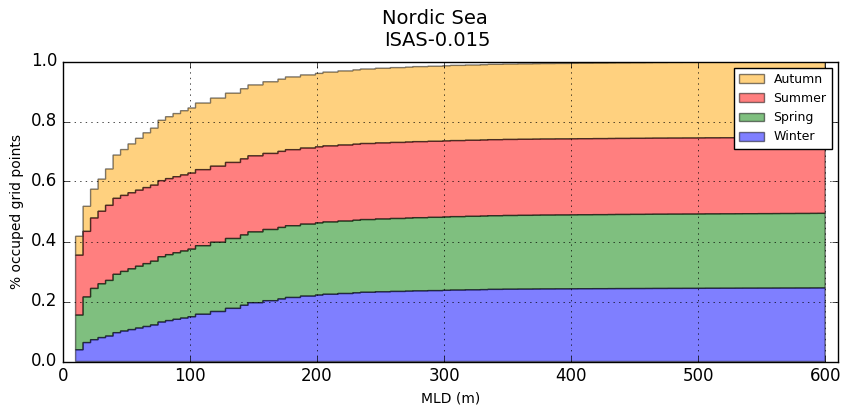 Nordic Sea
ISAS-0.015
1.0
0.8
0.6
0.4
0.2
0.0
% occuped grid points
Autumn
Summer
Spring
Winter
0 100 200 300 400 500 600
MLD (m)